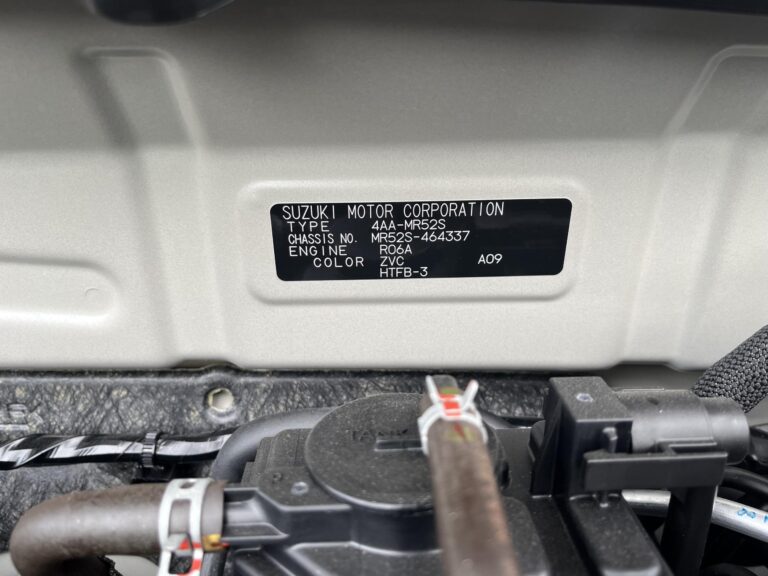 SUZUKI MOTOR CORPORATION
TYPE 4AA-MR52S
CHASSIS NO. MR52S-464337
ENGINE R06A
COLOR ZVC A09
HTFB-3